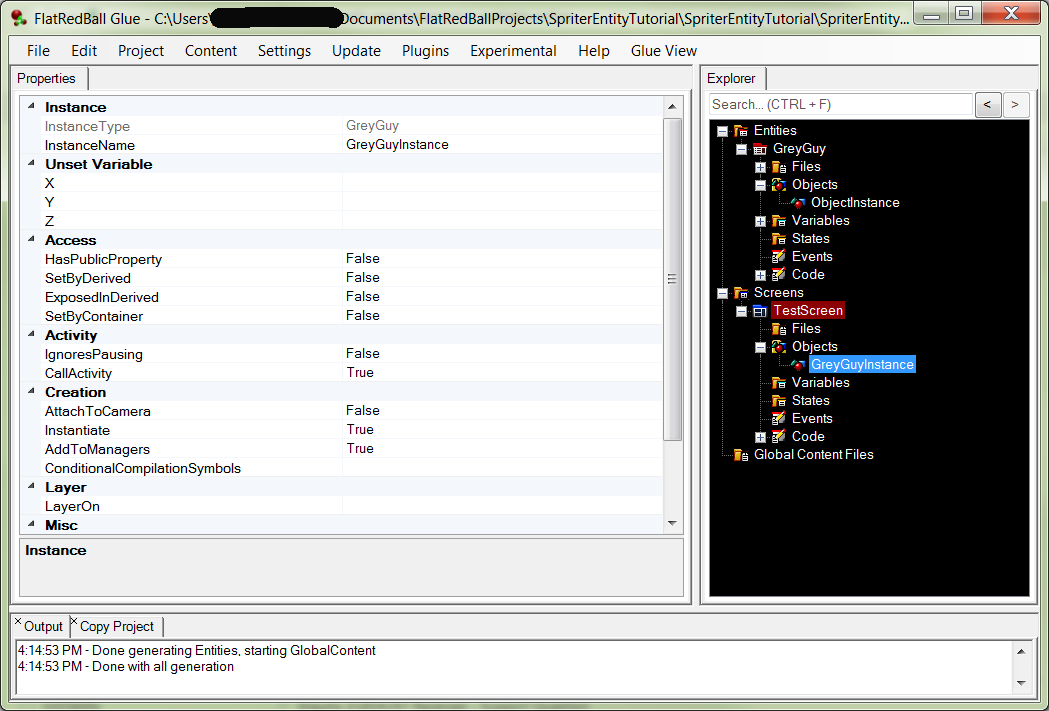 FlatRedBall Glue - C:\Users\ Documents\FlatRedBallProjects\SpriterEntityTutorial\SpriterEntityTutorial\SpriterEntity...
File Edit Project Content Settings Update Plugins Experimental Help Glue View
Properties
Instance
InstanceType GreyGuy
InstanceName GreyGuyInstance
Unset Variable
X
Y
Z
Access
HasPublicProperty False
SetByDerived False
ExposedInDerived False
SetByContainer False
Activity
IgnoresPausing False
CallActivity True
Creation
AttachToCamera False
Instantiate True
AddToManagers True
ConditionalCompilationSymbols
Layer
LayerOn
Misc
Instance
Explorer
Search... (CTRL + F) < >
Entities
GreyGuy
Files
Objects
ObjectInstance
Variables
States
Events
Code
Screens
TestScreen
Files
Objects
GreyGuyInstance
Variables
States
Events
Code
Global Content Files
Output Copy Project
4:14:53 PM - Done generating Entities, starting GlobalContent
4:14:53 PM - Done with all generation